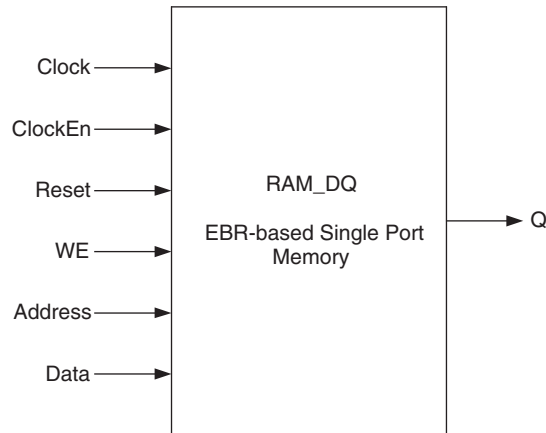 Clock
ClockEn
Reset
WE
Address
Data
RAM_DQ
EBR-based Single Port
Memory
Q